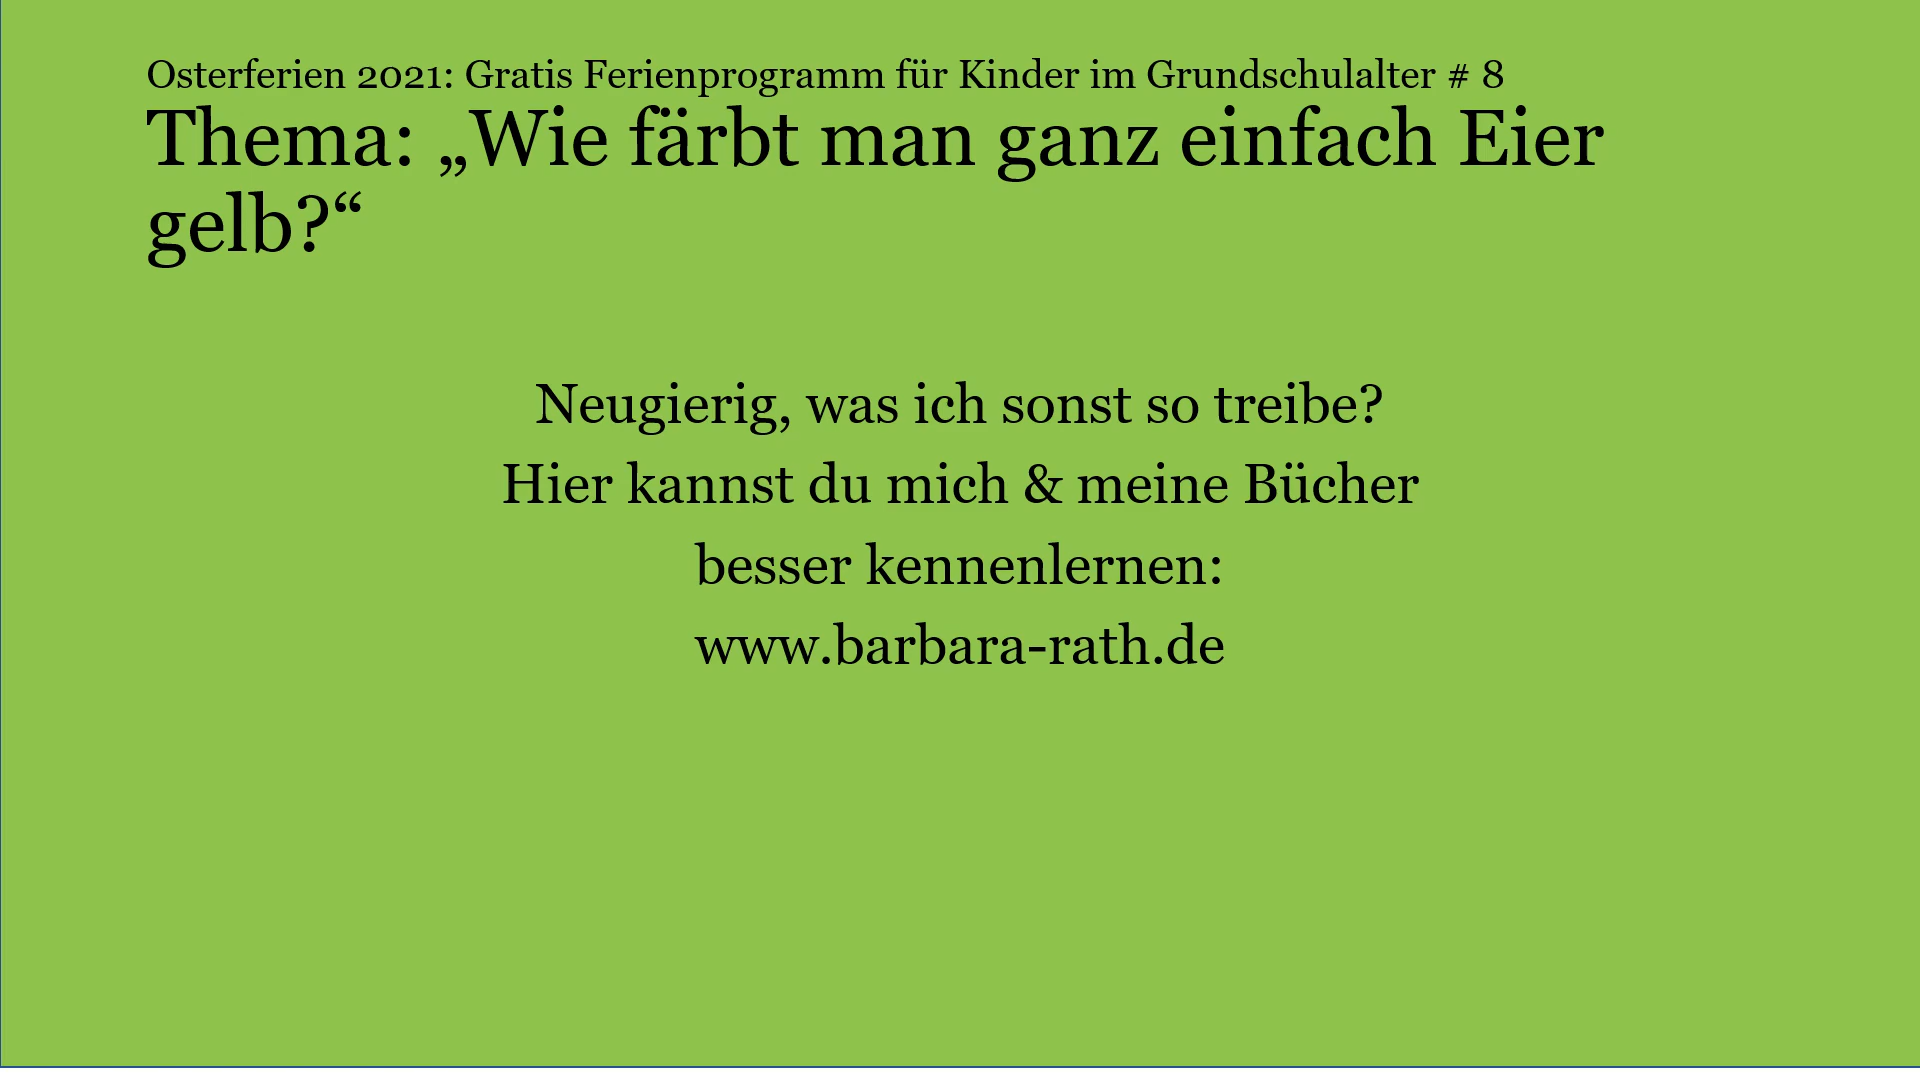 Osterferien 2021: Gratis Ferienprogramm für Kinder im Grundschulalter # 8
Thema: „Wie färbt man ganz einfach Eier
gelb?“
Neugierig, was ich sonst so treibe?
Hier kannst du mich & meine Bücher
besser kennenlernen:
www.barbara-rath.de